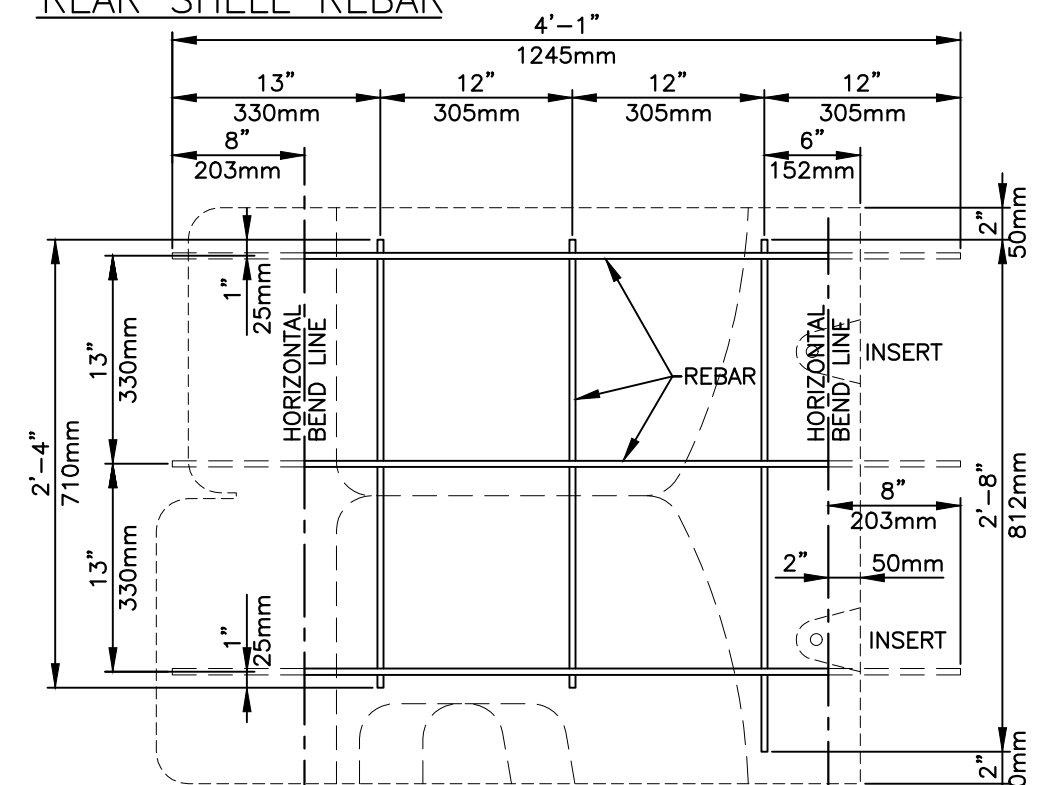 REAR SHELL REBAR
4'-1"
1245mm
13"
12"
12"
12"
330mm
305mm
305mm
305mm
8"
203mm
6"
152mm
2"
50mm
1"
25mm
13"
330mm
HORIZONTAL
BEND LINE
HORIZONTAL
BEND LINE
INSERT
REBAR
2'-4"
710mm
8"
203mm
2'-8"
812mm
13"
330mm
2"
50mm
1"
25mm
INSERT
2"